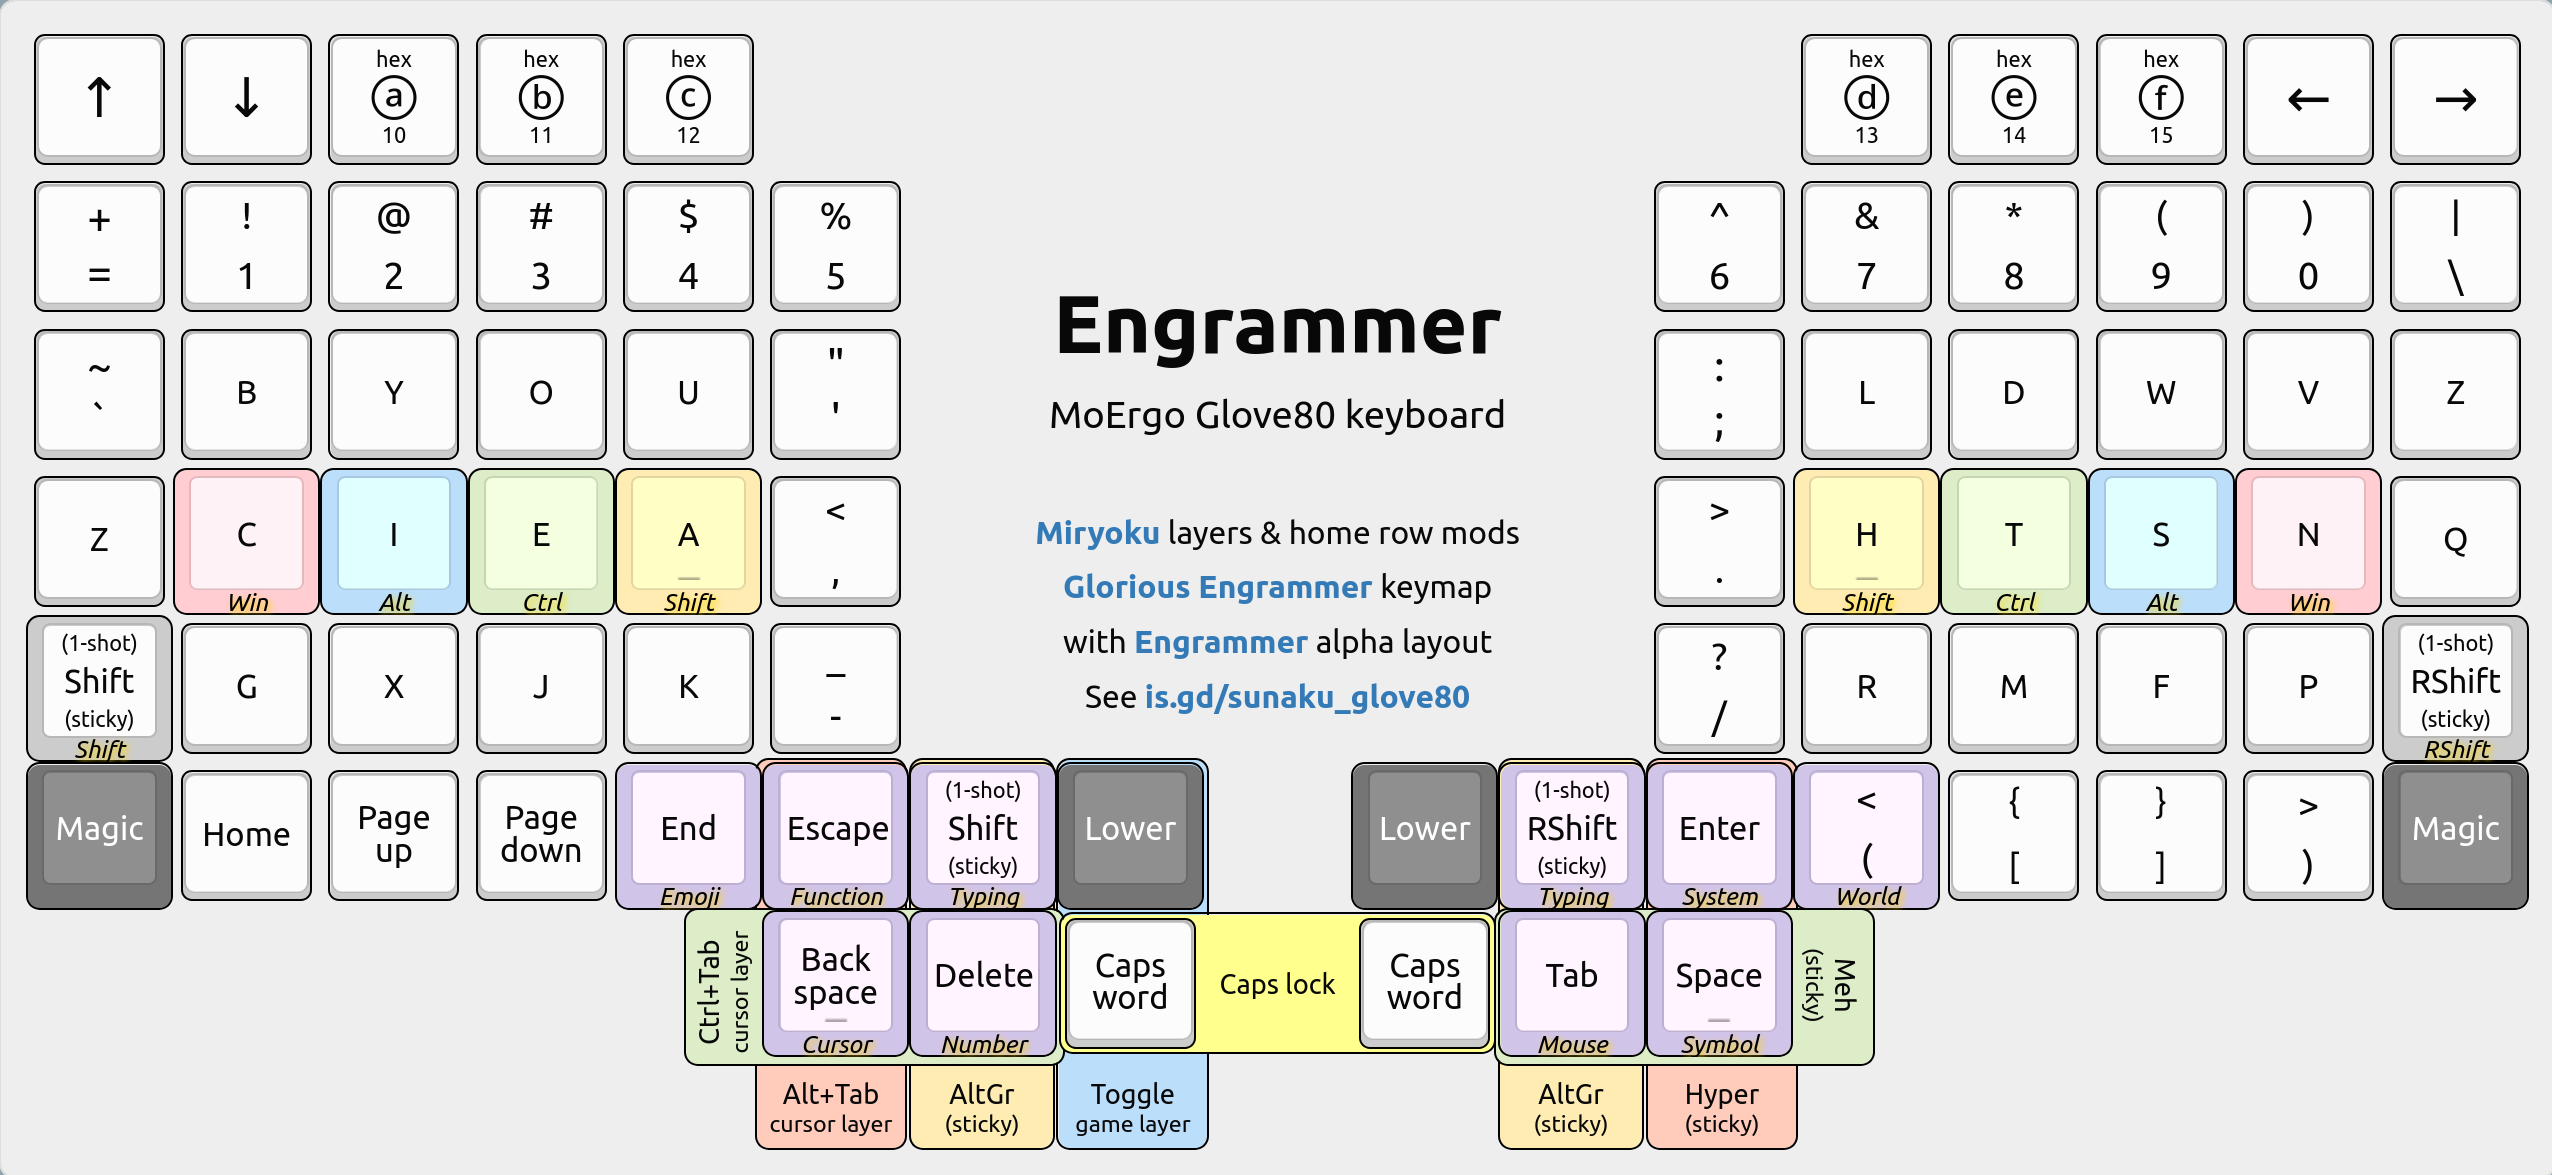 ↑ ↓ hex ⓐ 10 hex ⓑ 11 hex ⓒ 12 hex ⓓ 13 hex ⓔ 14 hex ⓕ 15 ← →
+ ! @ # $ % ^ & * ( ) |
= 1 2 3 4 5 6 7 8 9 0 \
Engrammer
~ " :
` B Y O U ' ; L D W V Z
MoErgo Glove80 keyboard
< >
Z C I E A _ , . H _ T S N Q
Win Alt Ctrl Shift Shift Ctrl Alt Win
Miryoku layers & home row mods
Glorious Engrammer keymap
with Engrammer alpha layout
See is.gd/sunaku_glove80
(1-shot) _ ? (1-shot)
Shift G X J K - / R M F P RShift
(sticky) (sticky)
Shift RShift
Magic Home Page up Page down End Escape (1-shot) Shift (sticky) Lower Lower (1-shot) RShift (sticky) Enter < ( { [ } ] > ) Magic
Emoji Function Typing Typing System World
Ctrl+Tab
cursor layer
Back space _ Delete Caps word Caps lock Caps word Tab Space _
Meh
(sticky)
Cursor Number Mouse Symbol
Alt+Tab AltGr Toggle AltGr Hyper
cursor layer (sticky) game layer (sticky) (sticky)